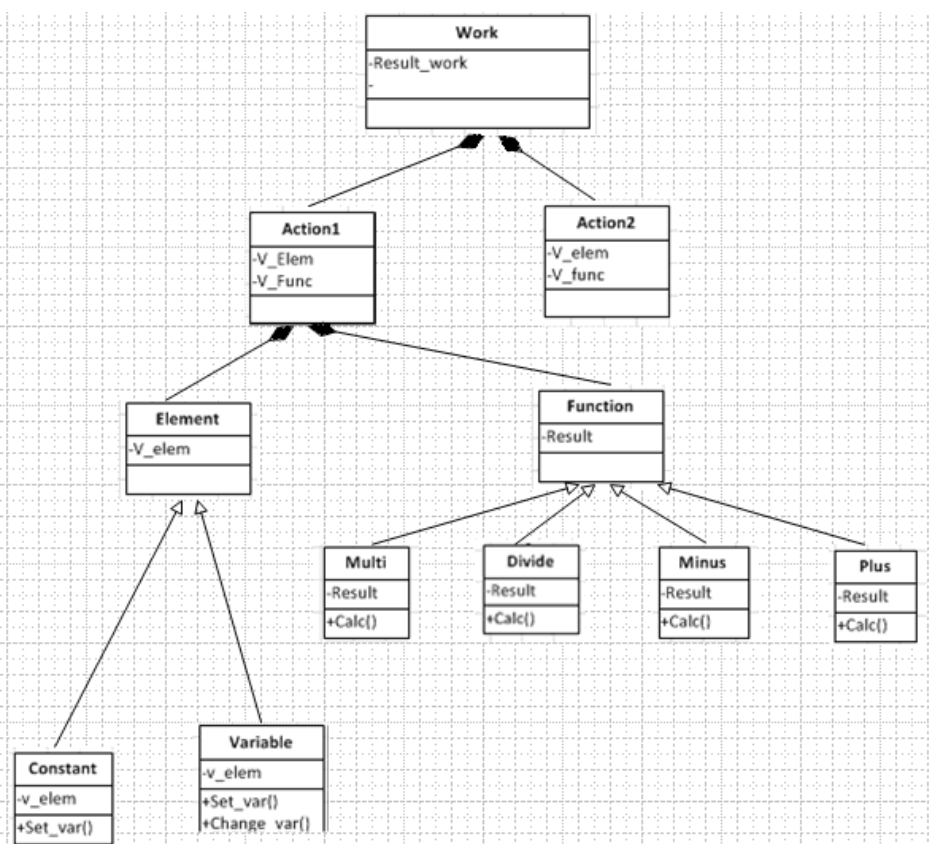 Work
-Result_work
-
Action1
-V_Elem
-V_Func
Action2
-V_elem
-V_func
Element
-V_elem
Function
-Result
Multi
-Result
+Calc()
Divide
-Result
+Calc()
Minus
-Result
+Calc()
Plus
-Result
+Calc()
Constant
-v_elem
+Set_var()
Variable
-v_elem
+Set_var()
+Change_var()